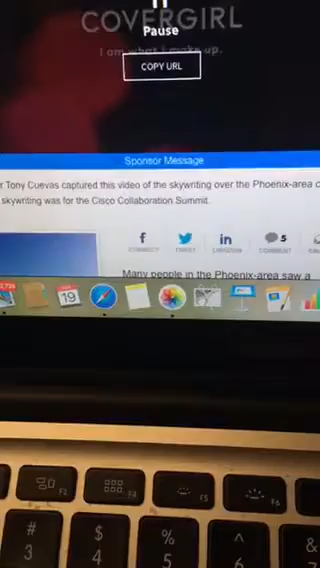 COVERGIRL
Pause
I am what I make up.
COPY URL
Sponsor Message
r Tony Cuevas captured this video of the skywriting over the Phoenix-area
skywriting was for the Cisco Collaboration Summit.
f in 5
CONNECT TWEET LINKEDIN COMMENT
Many people in the Phoenix-area saw a
19
F3 F4 F5 F6
# $ % ^ &
3 4 5 6 7